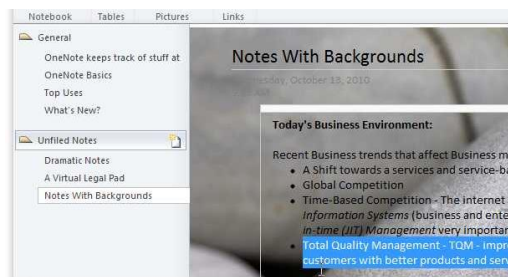 Notebook Tables Pictures Links
General
OneNote keeps track of stuff at
OneNote Basics
Top Uses
What's New?
Unfiled Notes
Dramatic Notes
A Virtual Legal Pad
Notes With Backgrounds
Notes With Backgrounds
October 13, 2010
Today's Business Environment:
Recent Business trends that affect Business m
• A Shift towards a services and service-ba
• Global Competition
• Time-Based Competition - The internet
Information Systems (business and ente
in-time (JIT) Management very importan
• Total Quality Management - TQM - impr
customers with better products and serv